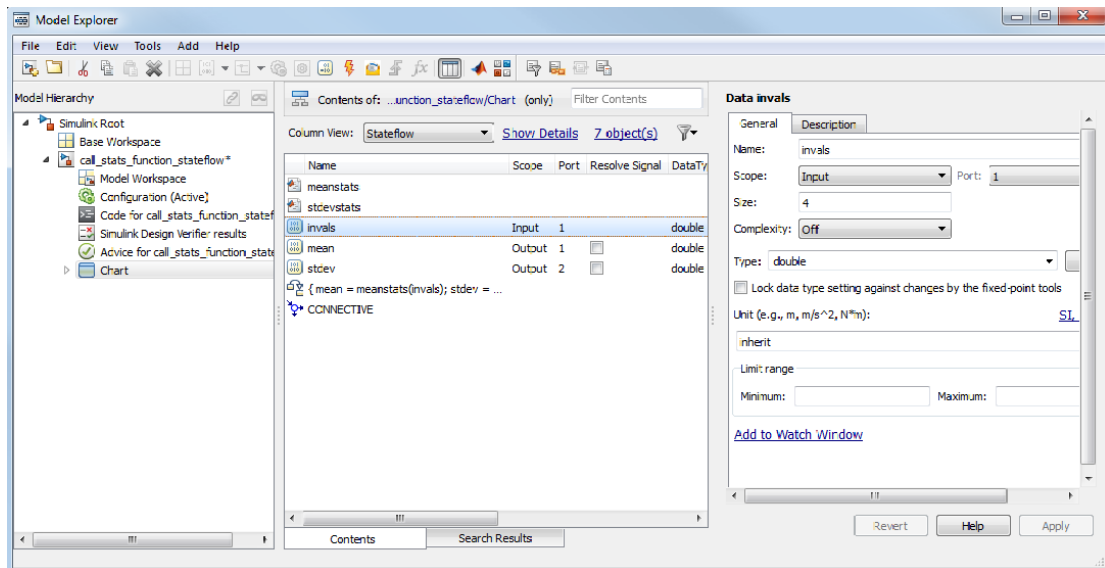 Model Explorer
File Edit View Tools Add Help
Model Hierarchy
Simulink Root
Base Workspace
call_stats_function_stateflow*
Model Workspace
Configuration (Active)
Code for call_stats_function_statef
Simulink Design Verifier results
Advice for call_stats_function_state
Chart
Contents of: ...unction_stateflow/Chart (only) Filter Contents
Column View: Stateflow Show Details 7 object(s)
Name Scope Port Resolve Signal DataTy
meanstats
stdevstats
invals Input 1 double
mean Output 1 double
stdev Output 2 double
{ mean = meanstats(invals); stdev = ...
CONNECTIVE
Contents Search Results
Data invals
General Description
Name: invals
Scope: Input Port: 1
Size: 4
Complexity: Off
Type: double
Lock data type setting against changes by the fixed-point tools
Unit (e.g., m, m/s^2, N*m): SI,
inherit
Limit range
Minimum: Maximum:
Add to Watch Window
Revert Help Apply